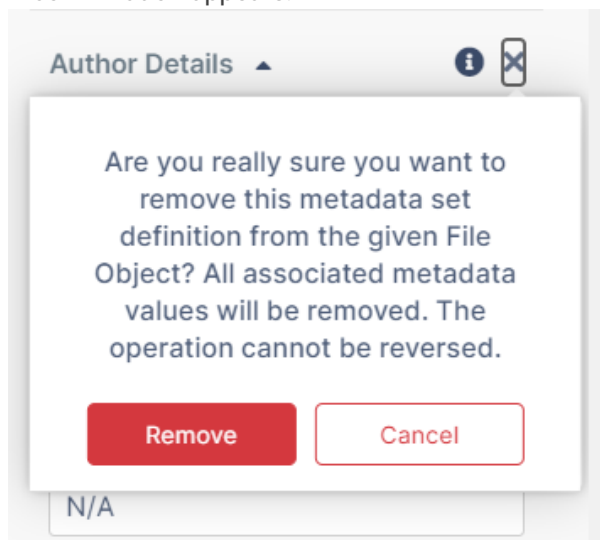 Author Details
Are you really sure you want to
remove this metadata set
definition from the given File
Object? All associated metadata
values will be removed. The
operation cannot be reversed.
Remove Cancel
N/A